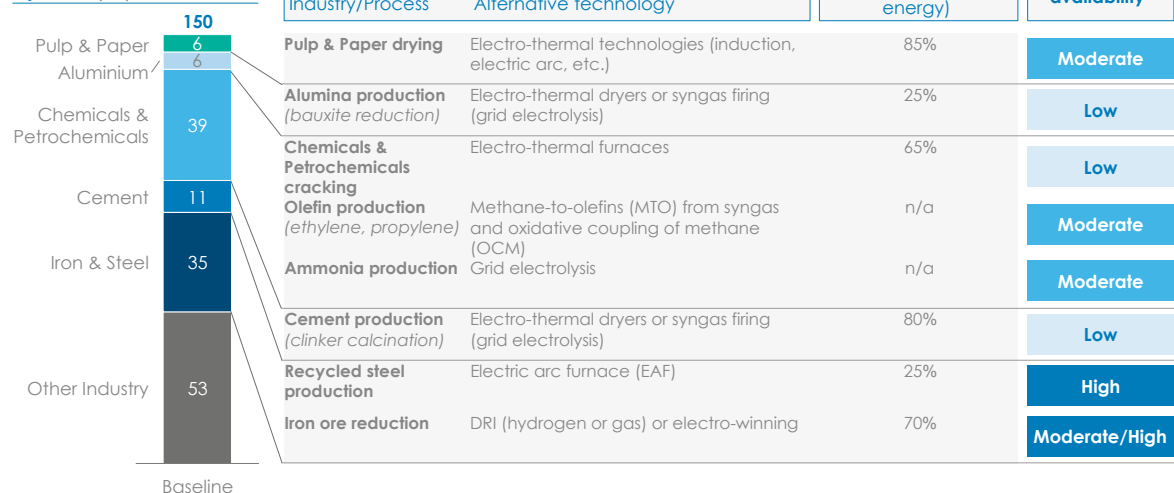 Industry/Process
Alternative technology
energy)
availability
150
Pulp & Paper
6
Aluminium
6
Chemicals &
Petrochemicals
39
Cement
11
Iron & Steel
35
Other Industry
53
Baseline
Pulp & Paper drying
Electro-thermal technologies (induction,
electric arc, etc.)
85%
Moderate
Alumina production
(bauxite reduction)
Electro-thermal dryers or syngas firing
(grid electrolysis)
25%
Low
Chemicals &
Petrochemicals
cracking
Electro-thermal furnaces
65%
Low
Olefin production
(ethylene, propylene)
Methane-to-olefins (MTO) from syngas
and oxidative coupling of methane
(OCM)
n/a
Moderate
Ammonia production
Grid electrolysis
n/a
Moderate
Cement production
(clinker calcination)
Electro-thermal dryers or syngas firing
(grid electrolysis)
80%
Low
Recycled steel
production
Electric arc furnace (EAF)
25%
High
Iron ore reduction
DRI (hydrogen or gas) or electro-winning
70%
Moderate/High